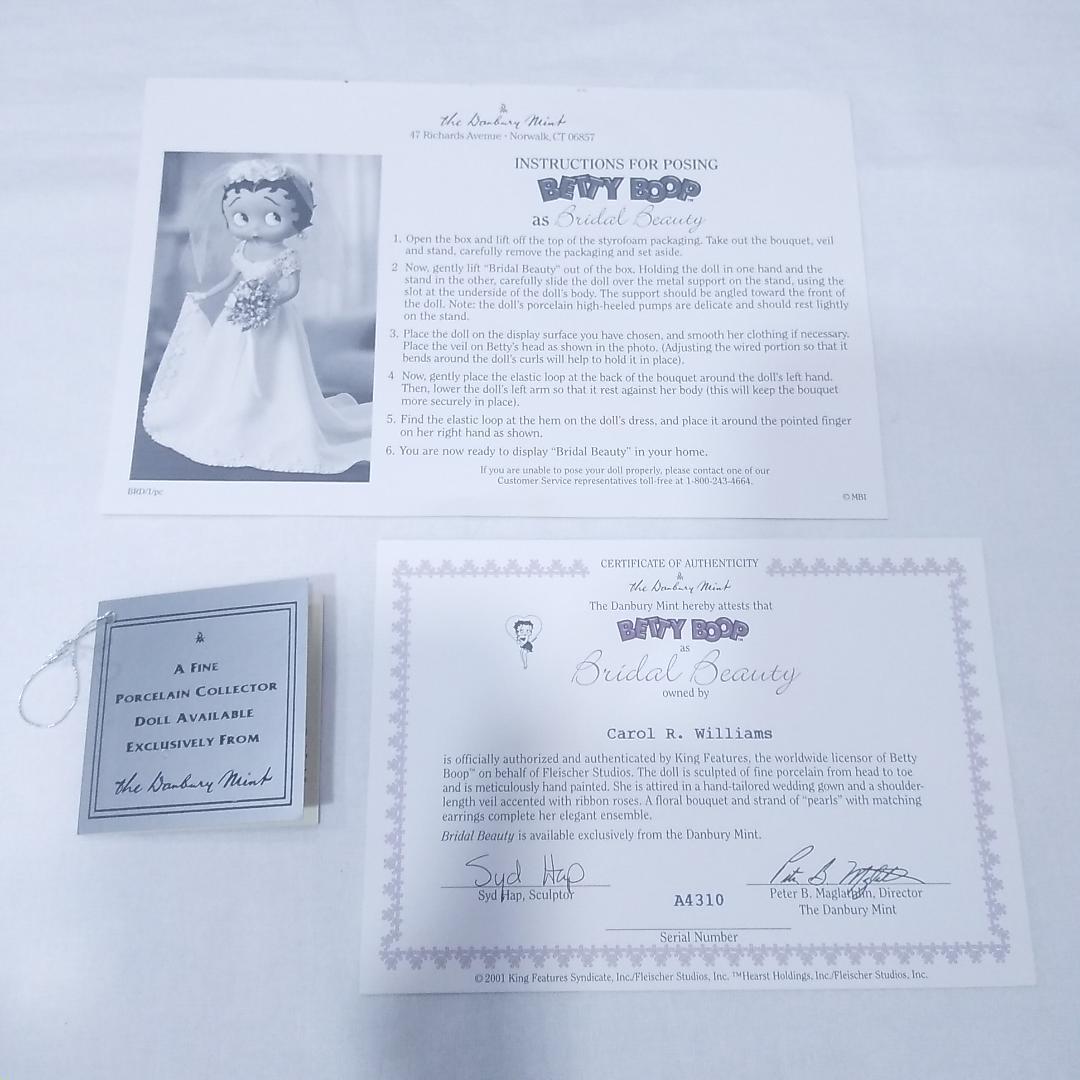 the Danbury Mint
47 Richards Avenue · Norwalk, CT 06857
INSTRUCTIONS FOR POSING
BETTY BOOP™
as Bridal Beauty
1. Open the box and lift off the top of the styrofoam packaging. Take out the bouquet, veil
and stand, carefully remove the packaging and set aside.
2 Now, gently lift "Bridal Beauty" out of the box. Holding the doll in one hand and the
stand in the other, carefully slide the doll over the metal support on the stand, using the
slot at the underside of the doll's body. The support should be angled toward the front of
the doll. Note: the doll's porcelain high-heeled pumps are delicate and should rest lightly
on the stand.
3. Place the doll on the display surface you have chosen, and smooth her clothing if necessary.
Place the veil on Betty's head as shown in the photo. (Adjusting the wired portion so that it
bends around the doll's curls will help to hold it in place).
4 Now, gently place the elastic loop at the back of the bouquet around the doll's left hand.
Then, lower the doll's left arm so that it rest against her body (this will keep the bouquet
more securely in place).
5. Find the elastic loop at the hem on the doll's dress, and place it around the pointed finger
on her right hand as shown.
6. You are now ready to display "Bridal Beauty" in your home.
If you are unable to pose your doll properly, please contact one of our
Customer Service representatives toll-free at 1-800-243-4664.
BRD/Upc
© MBI
A FINE
PORCELAIN COLLECTOR
DOLL AVAILABLE
EXCLUSIVELY FROM
the Danbury Mint
CERTIFICATE OF AUTHENTICITY
the Danbury Mint
The Danbury Mint hereby attests that
BETTY BOOP™
as
Bridal Beauty
owned by
Carol R. Williams
is officially authorized and authenticated by King Features, the worldwide licensor of Betty
Boop™ on behalf of Fleischer Studios. The doll is sculpted of fine porcelain from head to toe
and is meticulously hand painted. She is attired in a hand-tailored wedding gown and a shoulder-
length veil accented with ribbon roses. A floral bouquet and strand of "pearls" with matching
earrings complete her elegant ensemble.
Bridal Beauty is available exclusively from the Danbury Mint.
Syd Hap
Syd Hap, Sculptor
A4310
Serial Number
Peter B. Maglathlin
Peter B. Maglathlin, Director
The Danbury Mint
© 2001 King Features Syndicate, Inc./Fleischer Studios, Inc. ™Hearst Holdings, Inc./Fleischer Studios, Inc.